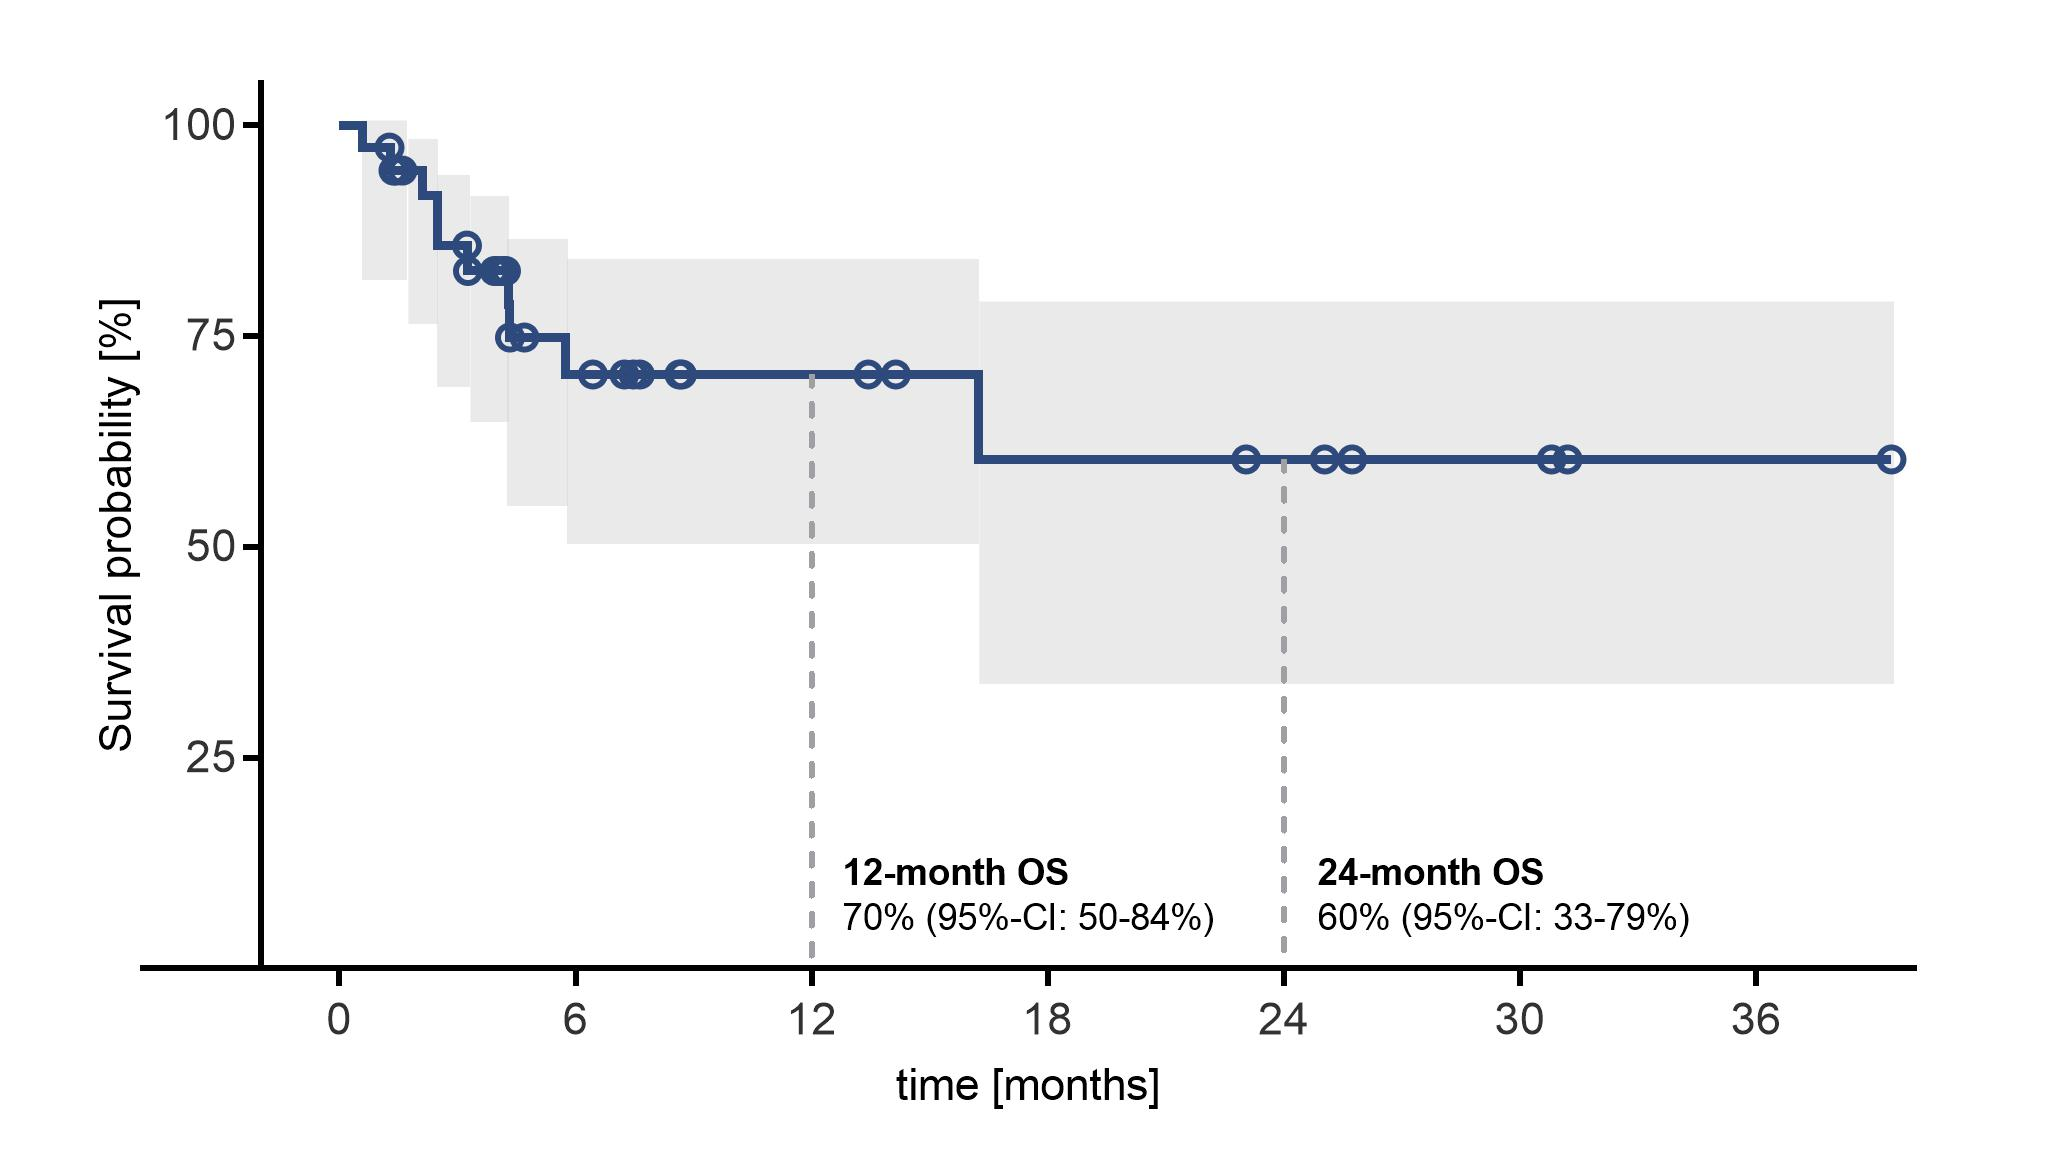 100
75
50
25
Survival probability [%]
12-month OS
70% (95%-CI: 50-84%)
24-month OS
60% (95%-CI: 33-79%)
0 6 12 18 24 30 36
time [months]